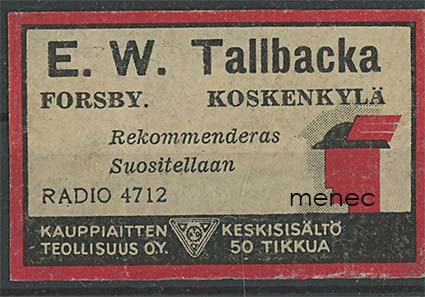 E. W. Tallbacka
FORSBY. KOSKENKYLÄ
Rekommenderas
Suositellaan
RADIO 4712
menec
KAUPPIAITTEN KESKISISÄLTÖ
TEOLLISUUS OY. 50 TIKKUA